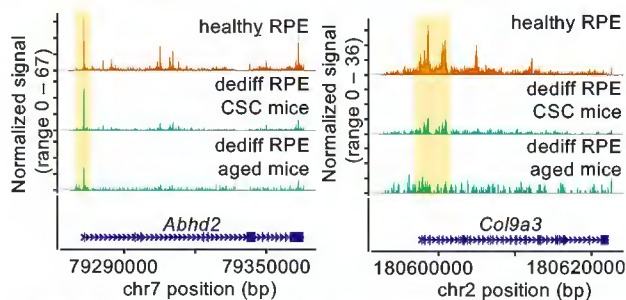 Normalized signal
(range 0 – 67)
healthy RPE
dediff RPE
CSC mice
dediff RPE
aged mice
Abhd2
79290000
79350000
chr7 position (bp)
Normalized signal
(range 0 – 36)
healthy RPE
dediff RPE
CSC mice
dediff RPE
aged mice
Col9a3
180600000
180620000
chr2 position (bp)